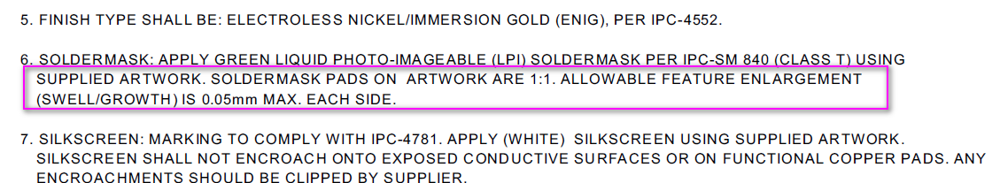 5. FINISH TYPE SHALL BE: ELECTROLESS NICKEL/IMMERSION GOLD (ENIG), PER IPC-4552.
6. SOLDERMASK: APPLY GREEN LIQUID PHOTO-IMAGEABLE (LPI) SOLDERMASK PER IPC-SM 840 (CLASS T) USING
SUPPLIED ARTWORK. SOLDERMASK PADS ON ARTWORK ARE 1:1. ALLOWABLE FEATURE ENLARGEMENT
(SWELL/GROWTH) IS 0.05mm MAX. EACH SIDE.
7. SILKSCREEN: MARKING TO COMPLY WITH IPC-4781. APPLY (WHITE) SILKSCREEN USING SUPPLIED ARTWORK.
SILKSCREEN SHALL NOT ENCROACH ONTO EXPOSED CONDUCTIVE SURFACES OR ON FUNCTIONAL COPPER PADS. ANY
ENCROACHMENTS SHOULD BE CLIPPED BY SUPPLIER.